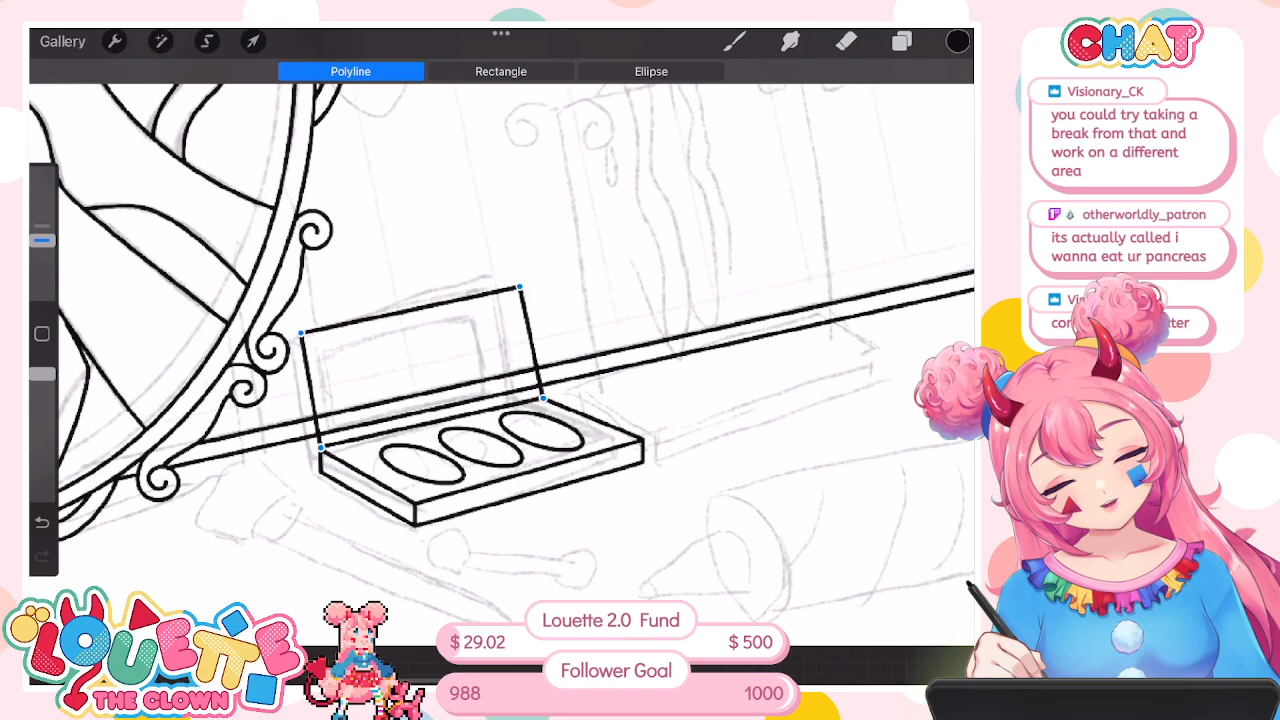 Gallery
Polyline
Rectangle
Ellipse
CHAT
Visionary_CK
you could try taking a
break from that and
work on a different
area
otherworldly_patron
its actually called i
wanna eat ur pancreas
LOUETTE
THE CLOWN
Louette 2.0 Fund
$ 29.02
$ 500
Follower Goal
988
1000